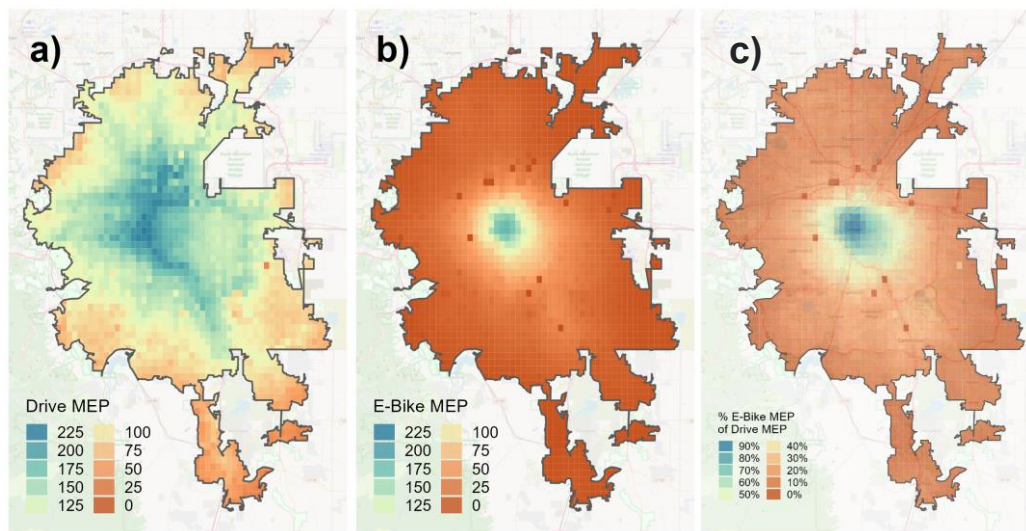 a)
b)
c)
Drive MEP
225 100
200 75
175 50
150 25
125 0
E-Bike MEP
225 100
200 75
175 50
150 25
125 0
% E-Bike MEP
of Drive MEP
90% 40%
80% 30%
70% 20%
60% 10%
50% 0%